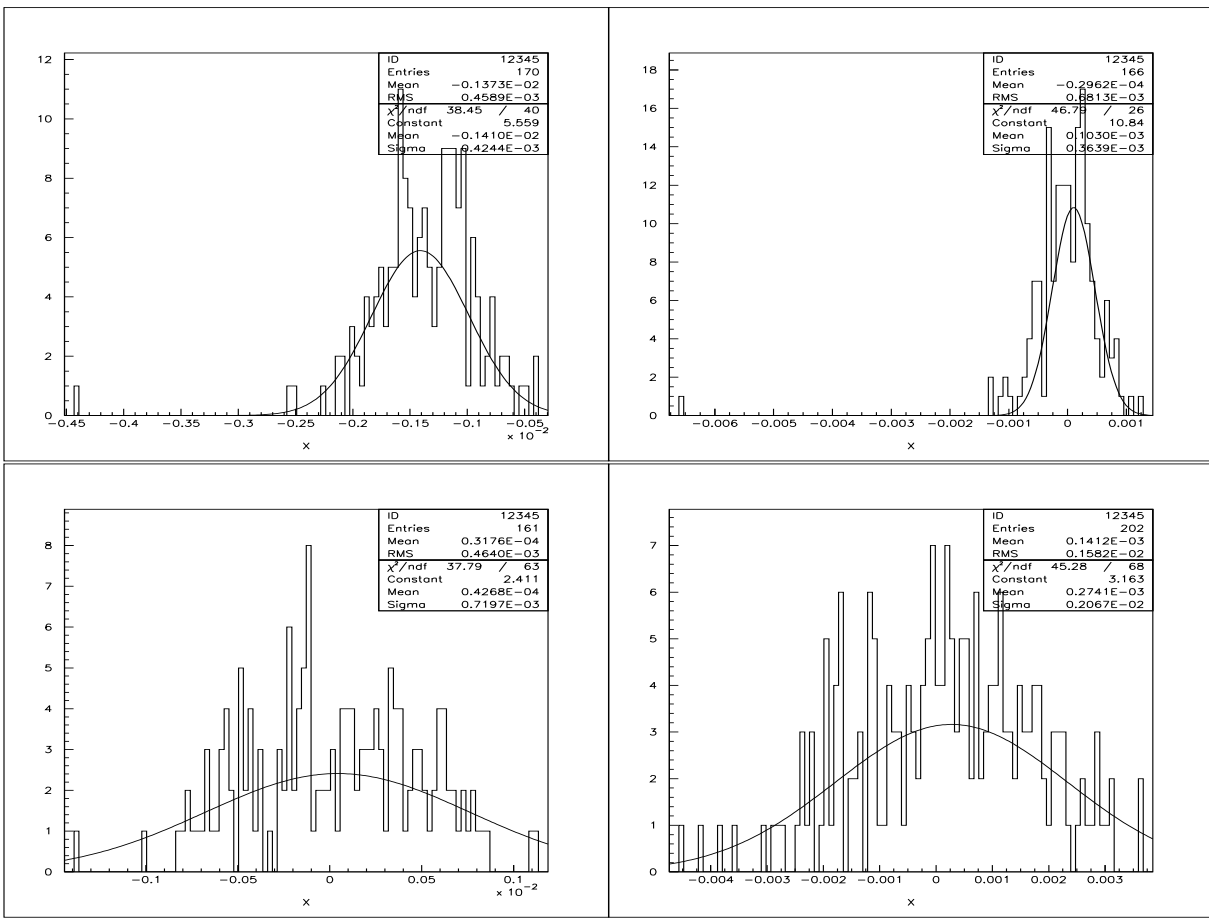 ID 12345
Entries 170
Mean −0.1373E−02
RMS 0.4589E−03
χ²/ndf 38.45 / 40
Constant 5.559
Mean −0.1410E−02
Sigma 0.4244E−03
12
10
8
6
4
2
0
−0.45 −0.4 −0.35 −0.3 −0.25 −0.2 −0.15 −0.1 −0.05
× 10⁻²
x
ID 12345
Entries 166
Mean −0.2962E−04
RMS 0.6813E−03
χ²/ndf 46.79 / 26
Constant 10.84
Mean 0.1030E−03
Sigma 0.3639E−03
18
16
14
12
10
8
6
4
2
0
−0.006 −0.005 −0.004 −0.003 −0.002 −0.001 0 0.001
x
ID 12345
Entries 161
Mean 0.3176E−04
RMS 0.4640E−03
χ²/ndf 37.79 / 63
Constant 2.411
Mean 0.4268E−04
Sigma 0.7197E−03
8
7
6
5
4
3
2
1
0
−0.1 −0.05 0 0.05 0.1
× 10⁻²
x
ID 12345
Entries 202
Mean 0.1412E−03
RMS 0.1582E−02
χ²/ndf 45.28 / 68
Constant 3.163
Mean 0.2741E−03
Sigma 0.2067E−02
7
6
5
4
3
2
1
0
−0.004 −0.003 −0.002 −0.001 0 0.001 0.002 0.003
x